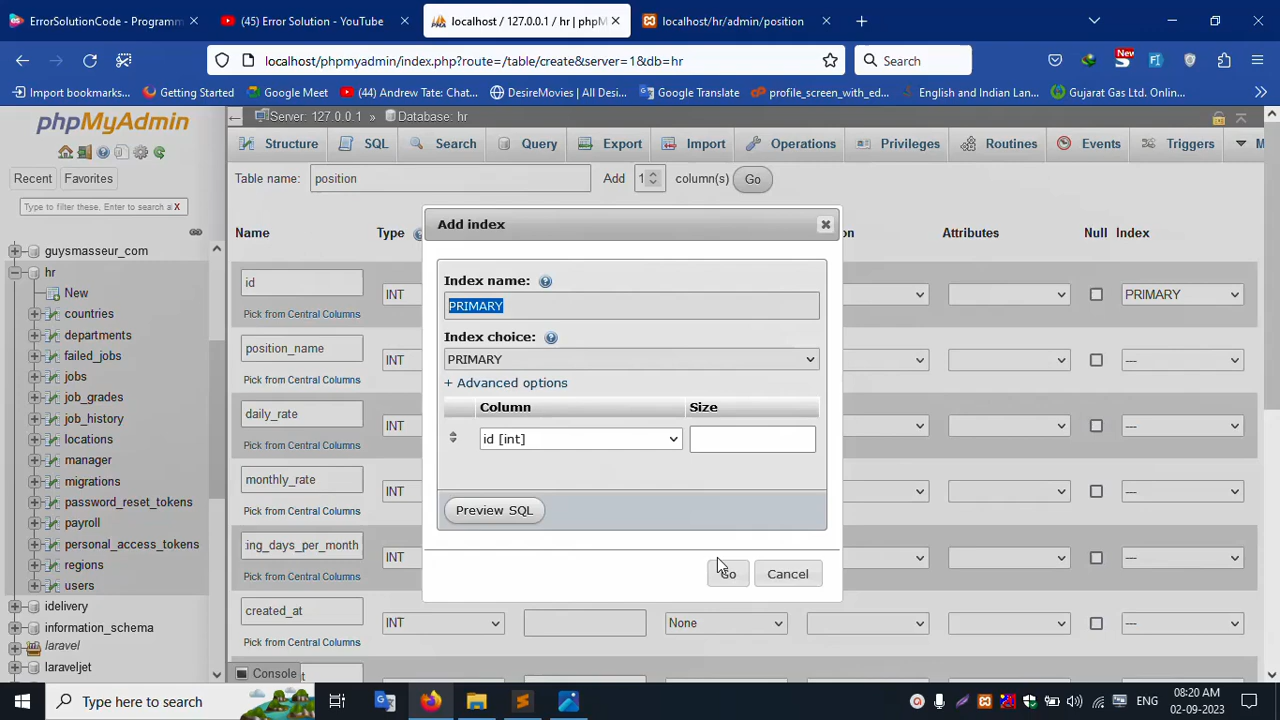 ErrorSolutionCode - Programm
(45) Error Solution - YouTube
localhost / 127.0.0.1 / hr | phpM
localhost/hr/admin/position
localhost/phpmyadmin/index.php?route=/table/create&server=1&db=hr
Search
New
Import bookmarks...
Getting Started
Google Meet
(44) Andrew Tate: Chatt...
DesireMovies | All Desi...
Google Translate
profile_screen_with_ed...
English and Indian Lan...
Gujarat Gas Ltd. Onlin...
phpMyAdmin
Server: 127.0.0.1 » Database: hr
Structure
SQL
Search
Query
Export
Import
Operations
Privileges
Routines
Events
Triggers
M
Recent
Favorites
Table name:
position
Add
1
column(s)
Go
Type to filter these, Enter to search al
X
Name
Type
Attributes
Null
Index
guysmasseur_com
hr
New
countries
departments
failed_jobs
jobs
job_grades
job_history
locations
manager
migrations
password_reset_tokens
payroll
personal_access_tokens
regions
users
idelivery
information_schema
laravel
laraveljet
id
INT
PRIMARY
Pick from Central Columns
position_name
INT
---
Pick from Central Columns
daily_rate
INT
---
Pick from Central Columns
monthly_rate
INT
---
Pick from Central Columns
ing_days_per_month
INT
---
Pick from Central Columns
created_at
INT
None
---
Pick from Central Columns
Console
Add index
Index name:
PRIMARY
Index choice:
PRIMARY
+ Advanced options
Column
Size
id [int]
Preview SQL
Go
Cancel
Type here to search
ENG
08:20 AM
02-09-2023